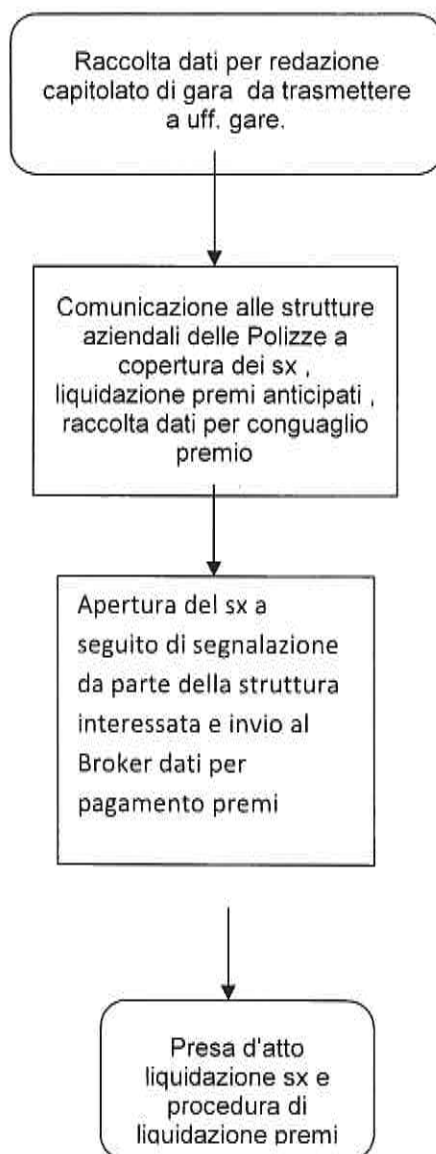 Raccolta dati per redazione
capitolato di gara da trasmettere
a uff. gare.
Comunicazione alle strutture
aziendali delle Polizze a
copertura dei sx ,
liquidazione premi anticipati ,
raccolta dati per conguaglio
premio
Apertura del sx a
seguito di segnalazione
da parte della struttura
interessata e invio al
Broker dati per
pagamento premi
Presa d'atto
liquidazione sx e
procedura di
liquidazione premi